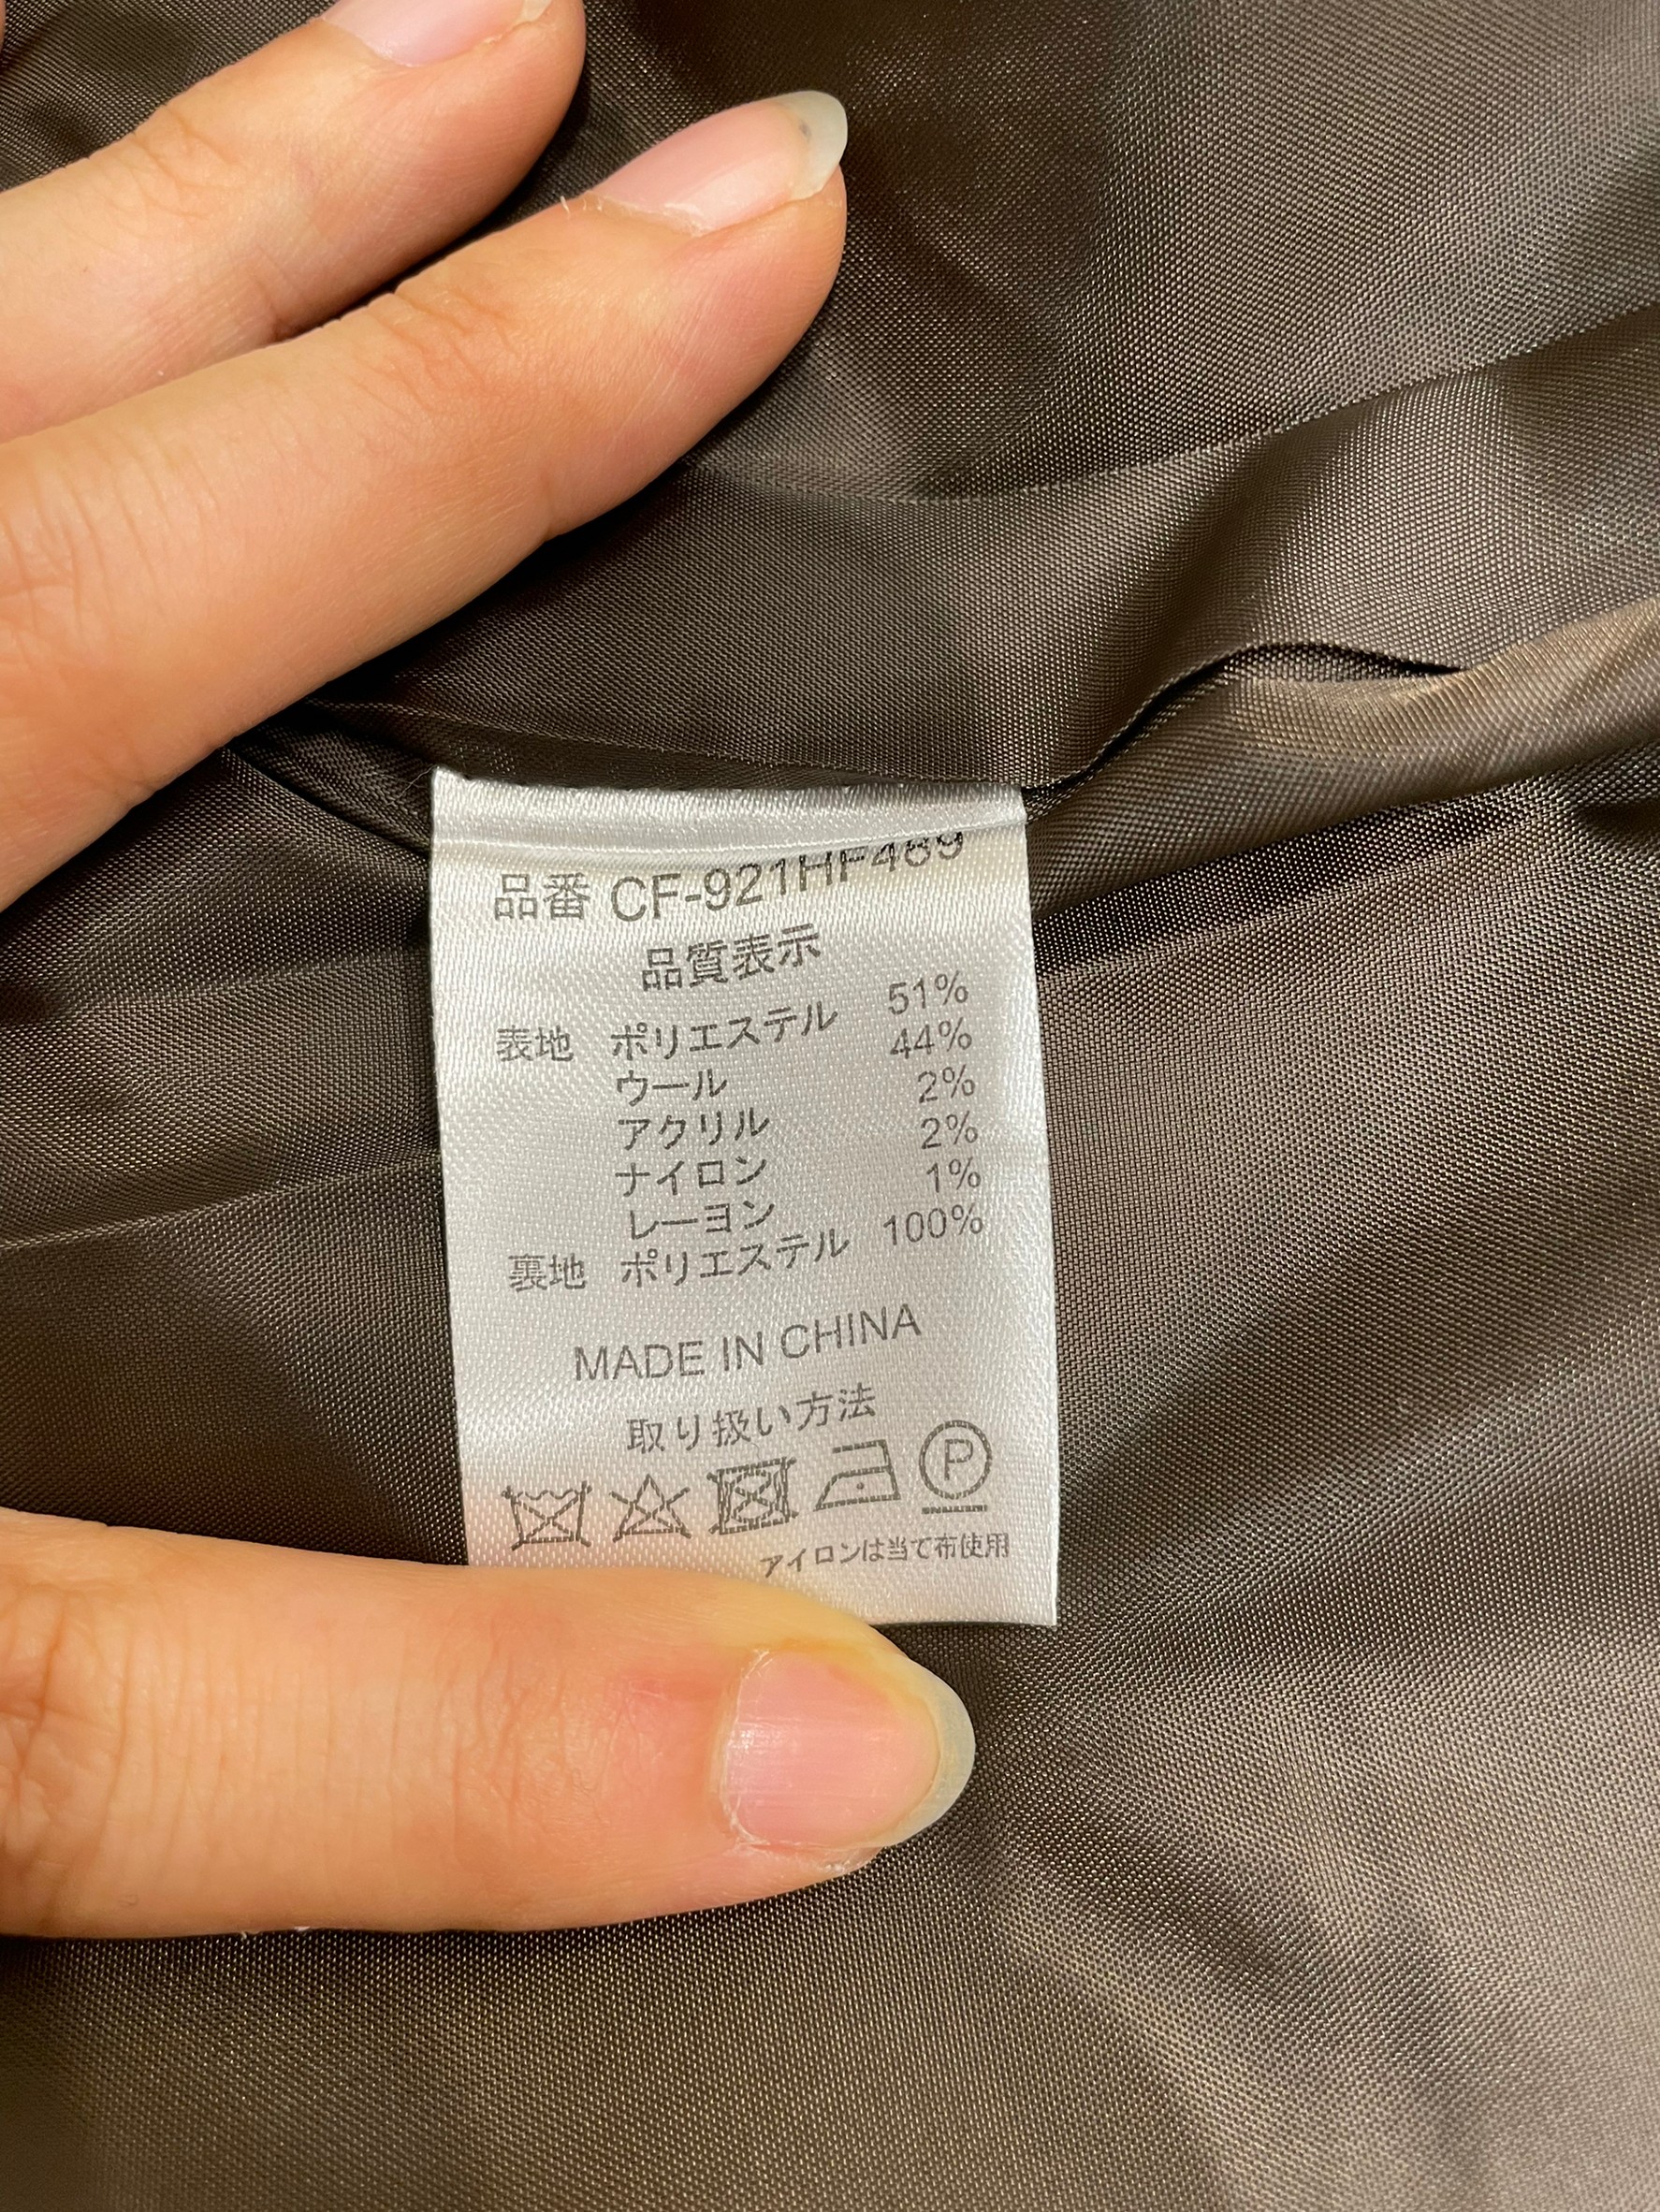 品番 CF-921HF489
品質表示
表地 ポリエステル 51%
ウール 44%
アクリル 2%
ナイロン 2%
レーヨン 1%
裏地 ポリエステル 100%
MADE IN CHINA
取り扱い方法
P
アイロンは当て布使用